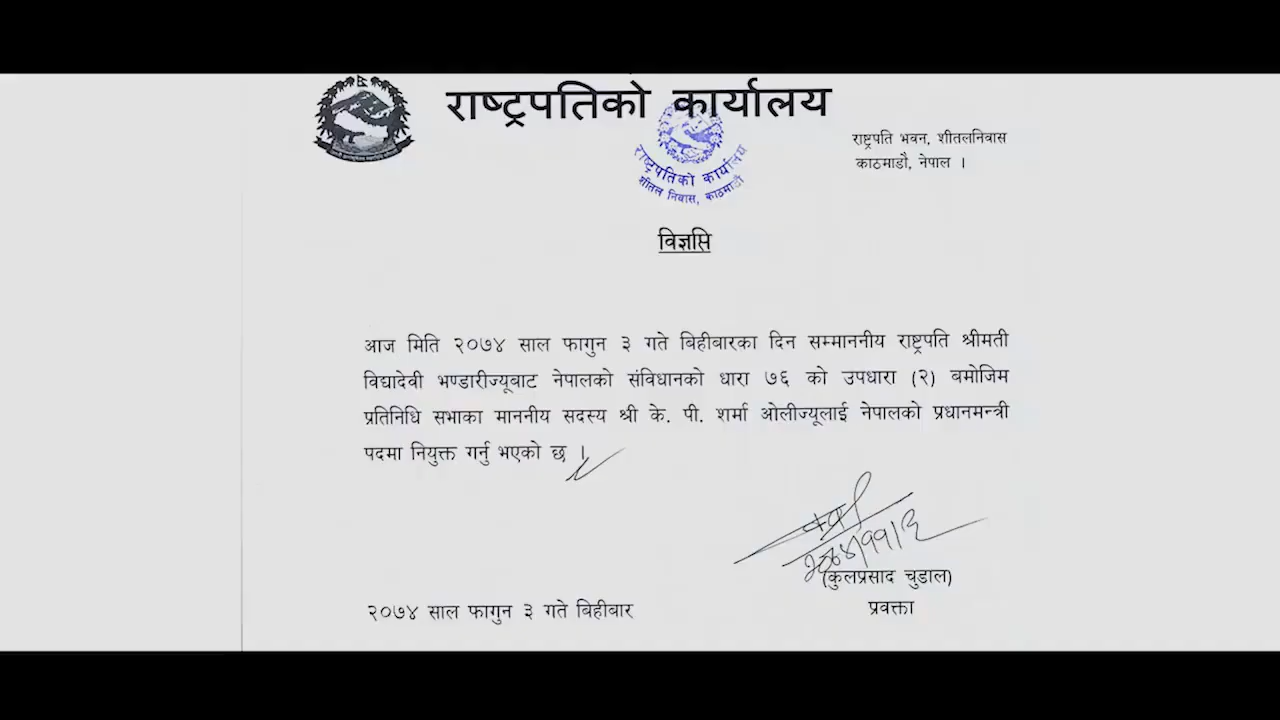 राष्ट्रपतिको कार्यालय
राष्ट्रपति भवन, शीतलनिवास
काठमाडौं, नेपाल ।
राष्ट्रपतिको कार्यालय
शीतल निवास, काठमाडौं
विज्ञप्ति
आज मिति २०७४ साल फागुन ३ गते बिहीबारका दिन सम्माननीय राष्ट्रपति श्रीमती
विद्यादेवी भण्डारीज्यूबाट नेपालको संविधानको धारा ७६ को उपधारा (२) बमोजिम
प्रतिनिधि सभाका माननीय सदस्य श्री के. पी. शर्मा ओलीज्यूलाई नेपालको प्रधानमन्त्री
पदमा नियुक्त गर्नु भएको छ ।
२०७४।११।३
(कुलप्रसाद चुडाल)
प्रवक्ता
२०७४ साल फागुन ३ गते बिहीबार